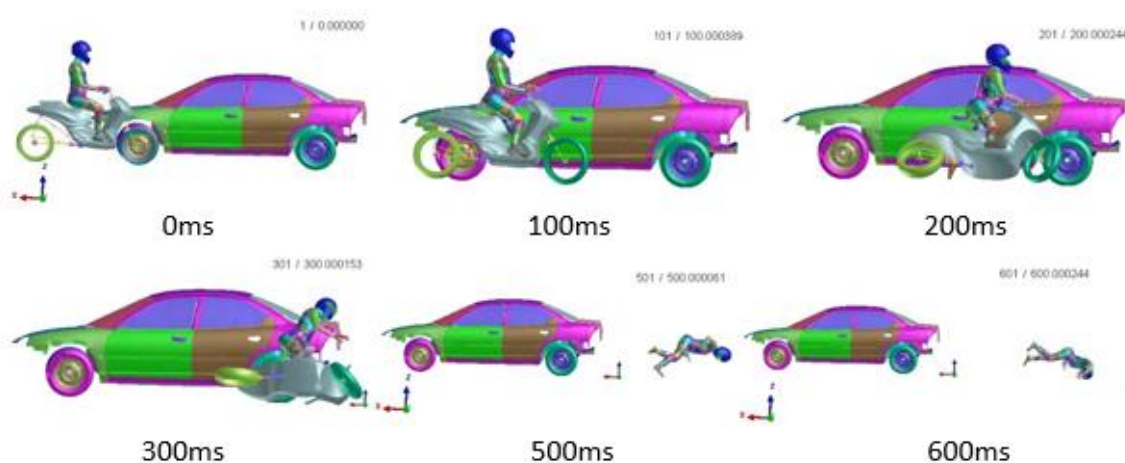 1 / 0.000000
101 / 100.000389
201 / 200.000244
0ms
100ms
200ms
301 / 300.000153
501 / 500.000061
601 / 600.000244
300ms
500ms
600ms